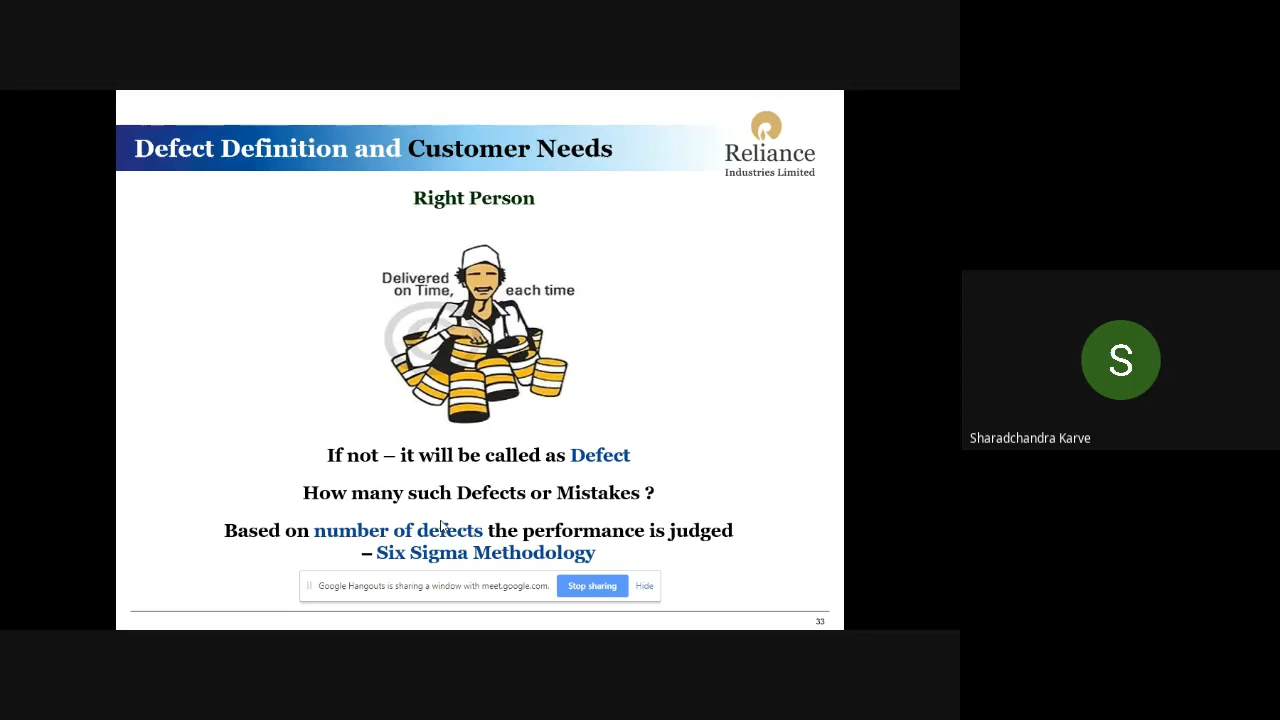 Defect Definition and Customer Needs
Reliance
Industries Limited
Right Person
Delivered
on Time, each time
If not – it will be called as Defect
How many such Defects or Mistakes ?
Based on number of defects the performance is judged
– Six Sigma Methodology
Google Hangouts is sharing a window with meet.google.com. Stop sharing Hide
33
S
Sharadchandra Karve